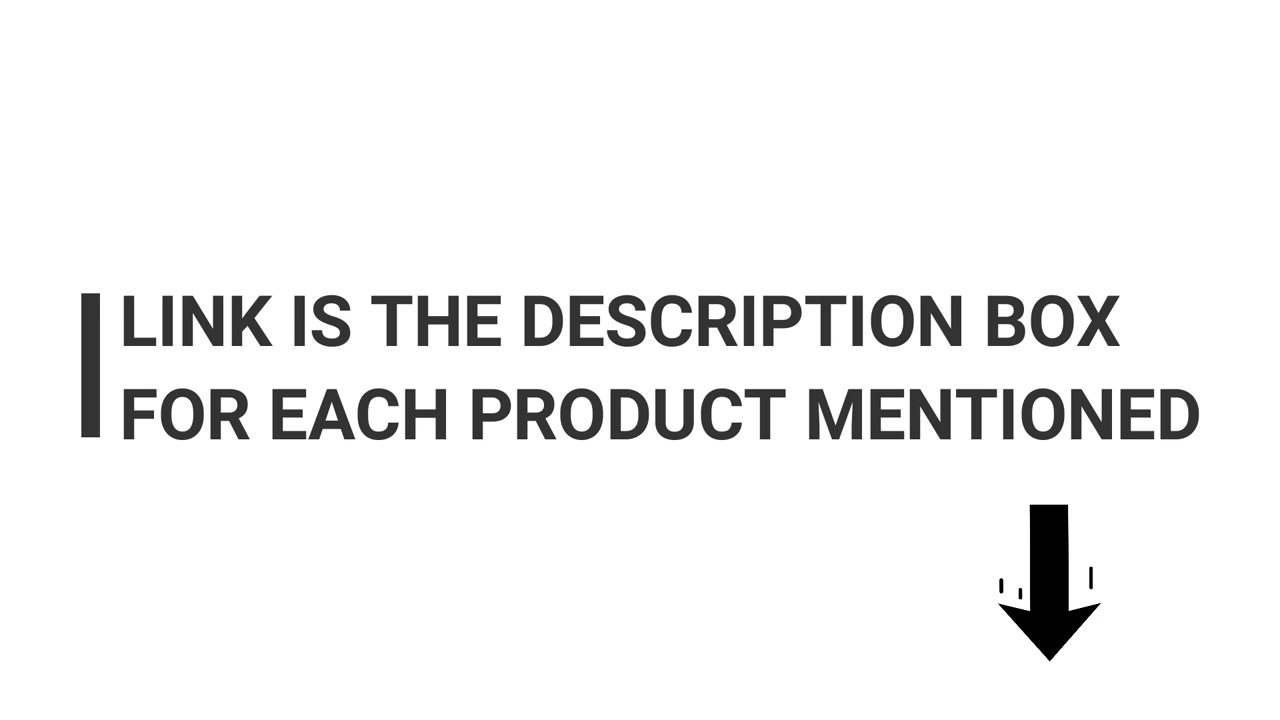 LINK IS THE DESCRIPTION BOX
FOR EACH PRODUCT MENTIONED